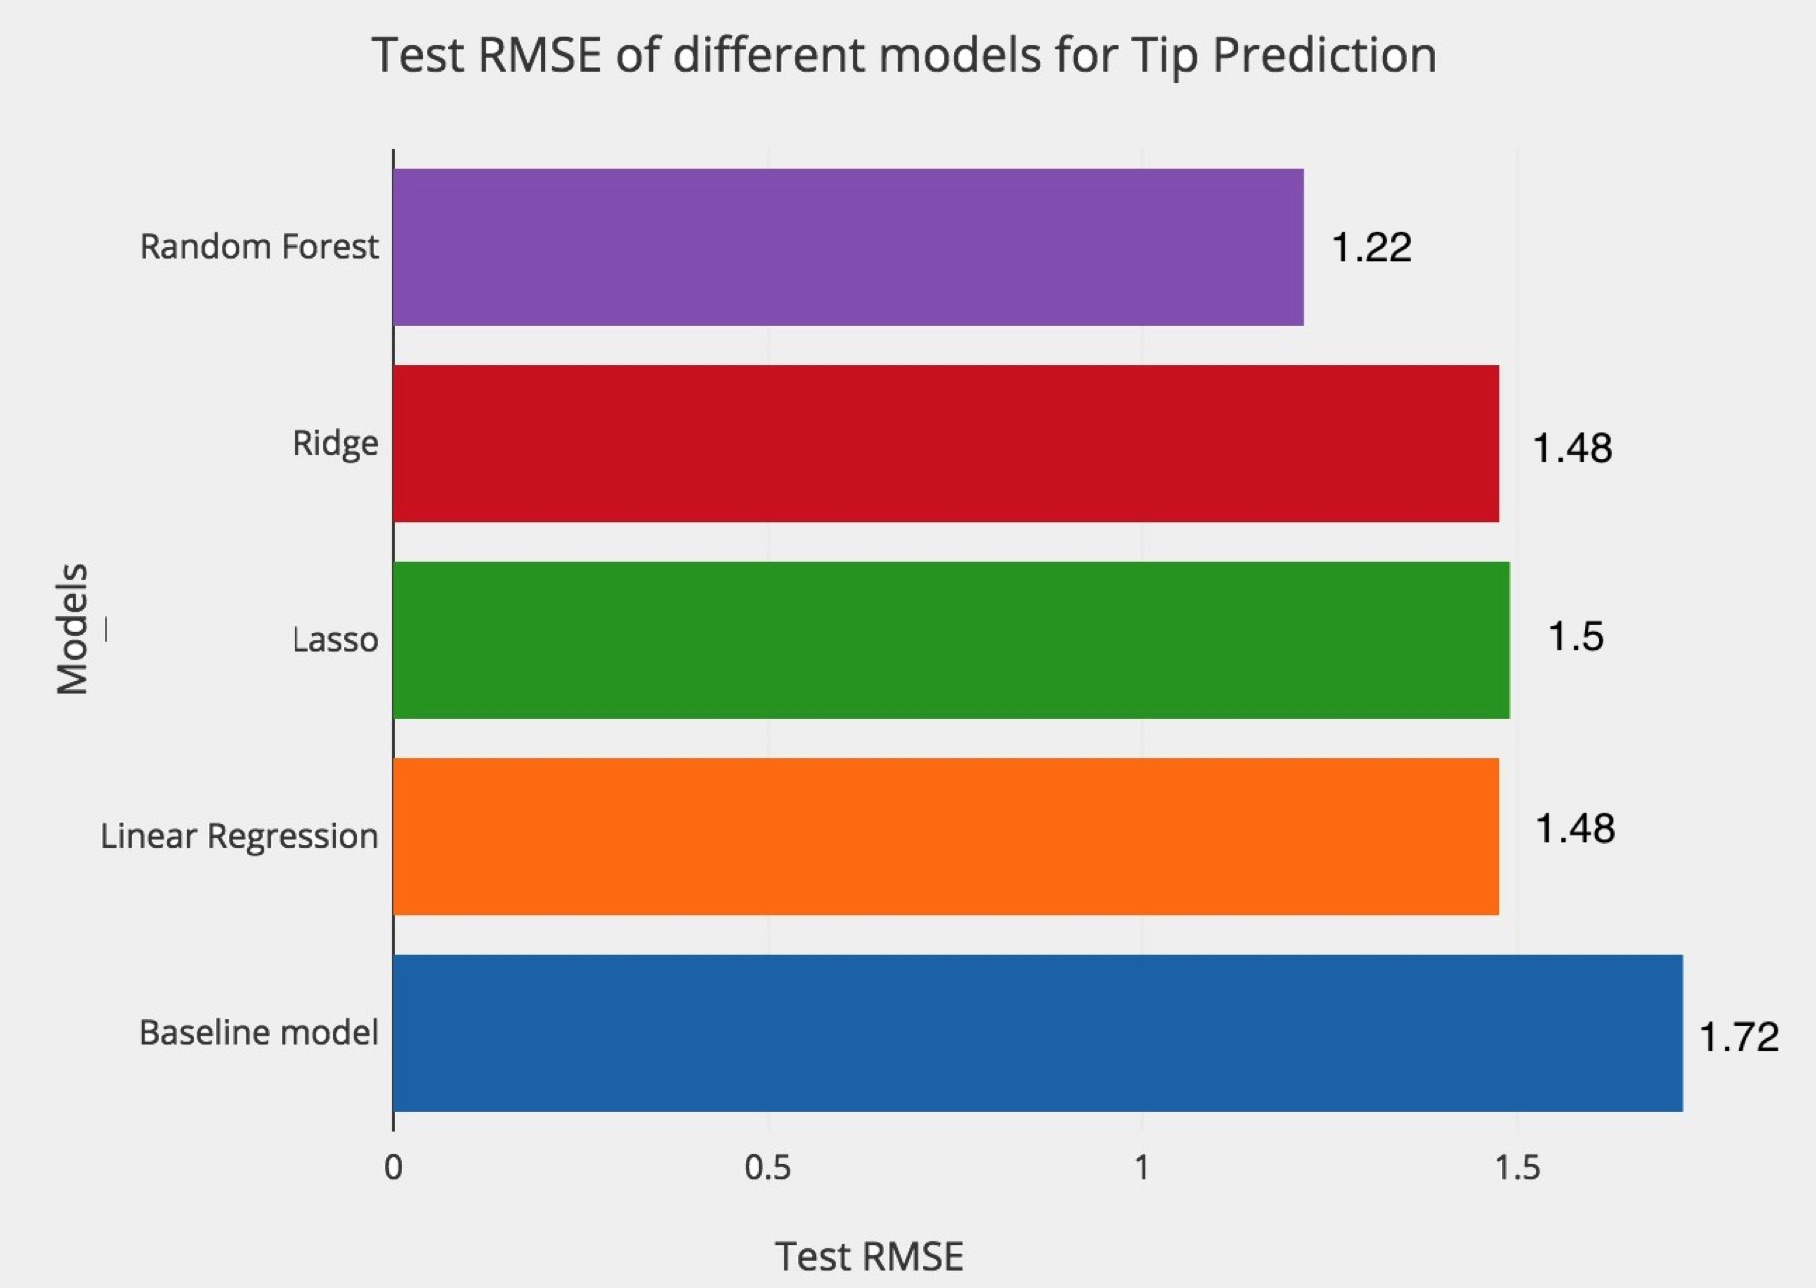 Test RMSE of different models for Tip Prediction
Random Forest
1.22
Ridge
1.48
Models
Lasso
1.5
Linear Regression
1.48
Baseline model
1.72
0 0.5 1 1.5
Test RMSE